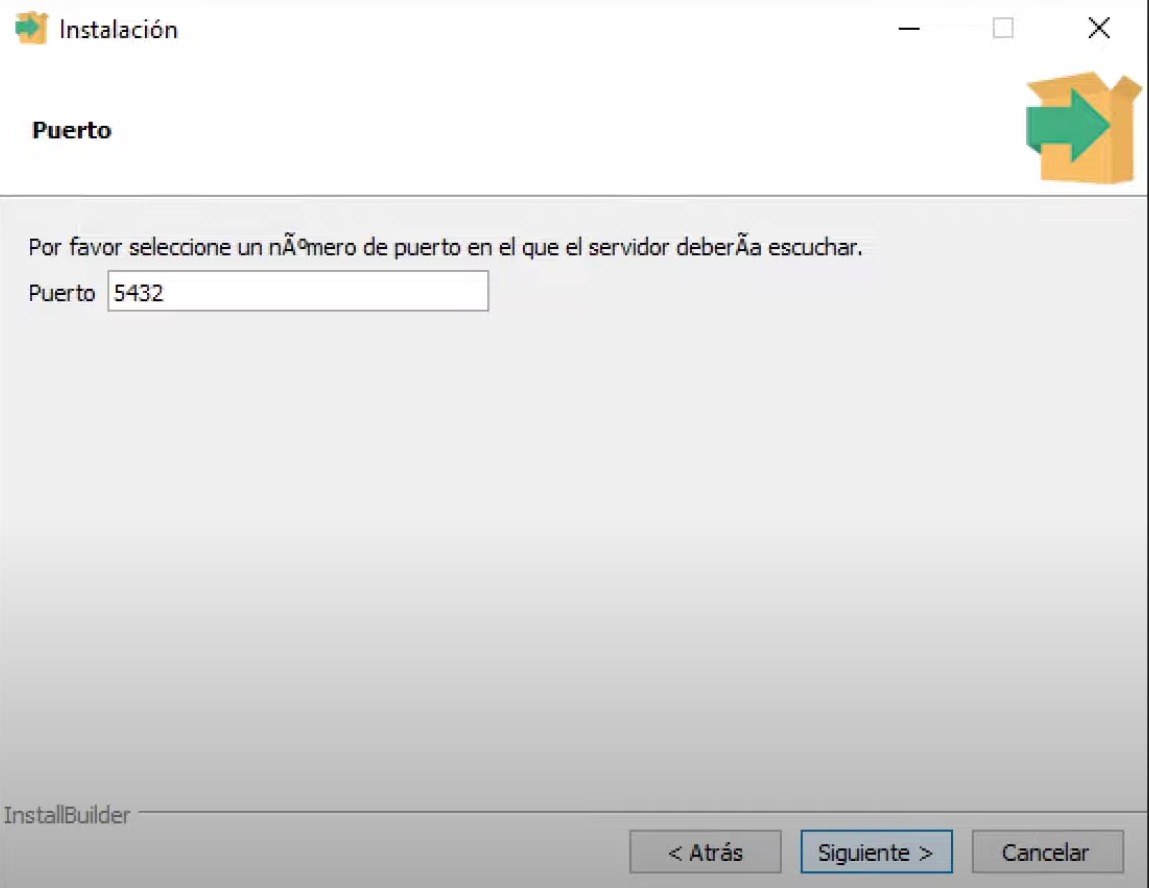 Instalación
Puerto
Por favor seleccione un nÃºmero de puerto en el que el servidor deberÃa escuchar.
Puerto 5432
InstallBuilder
< Atrás Siguiente > Cancelar